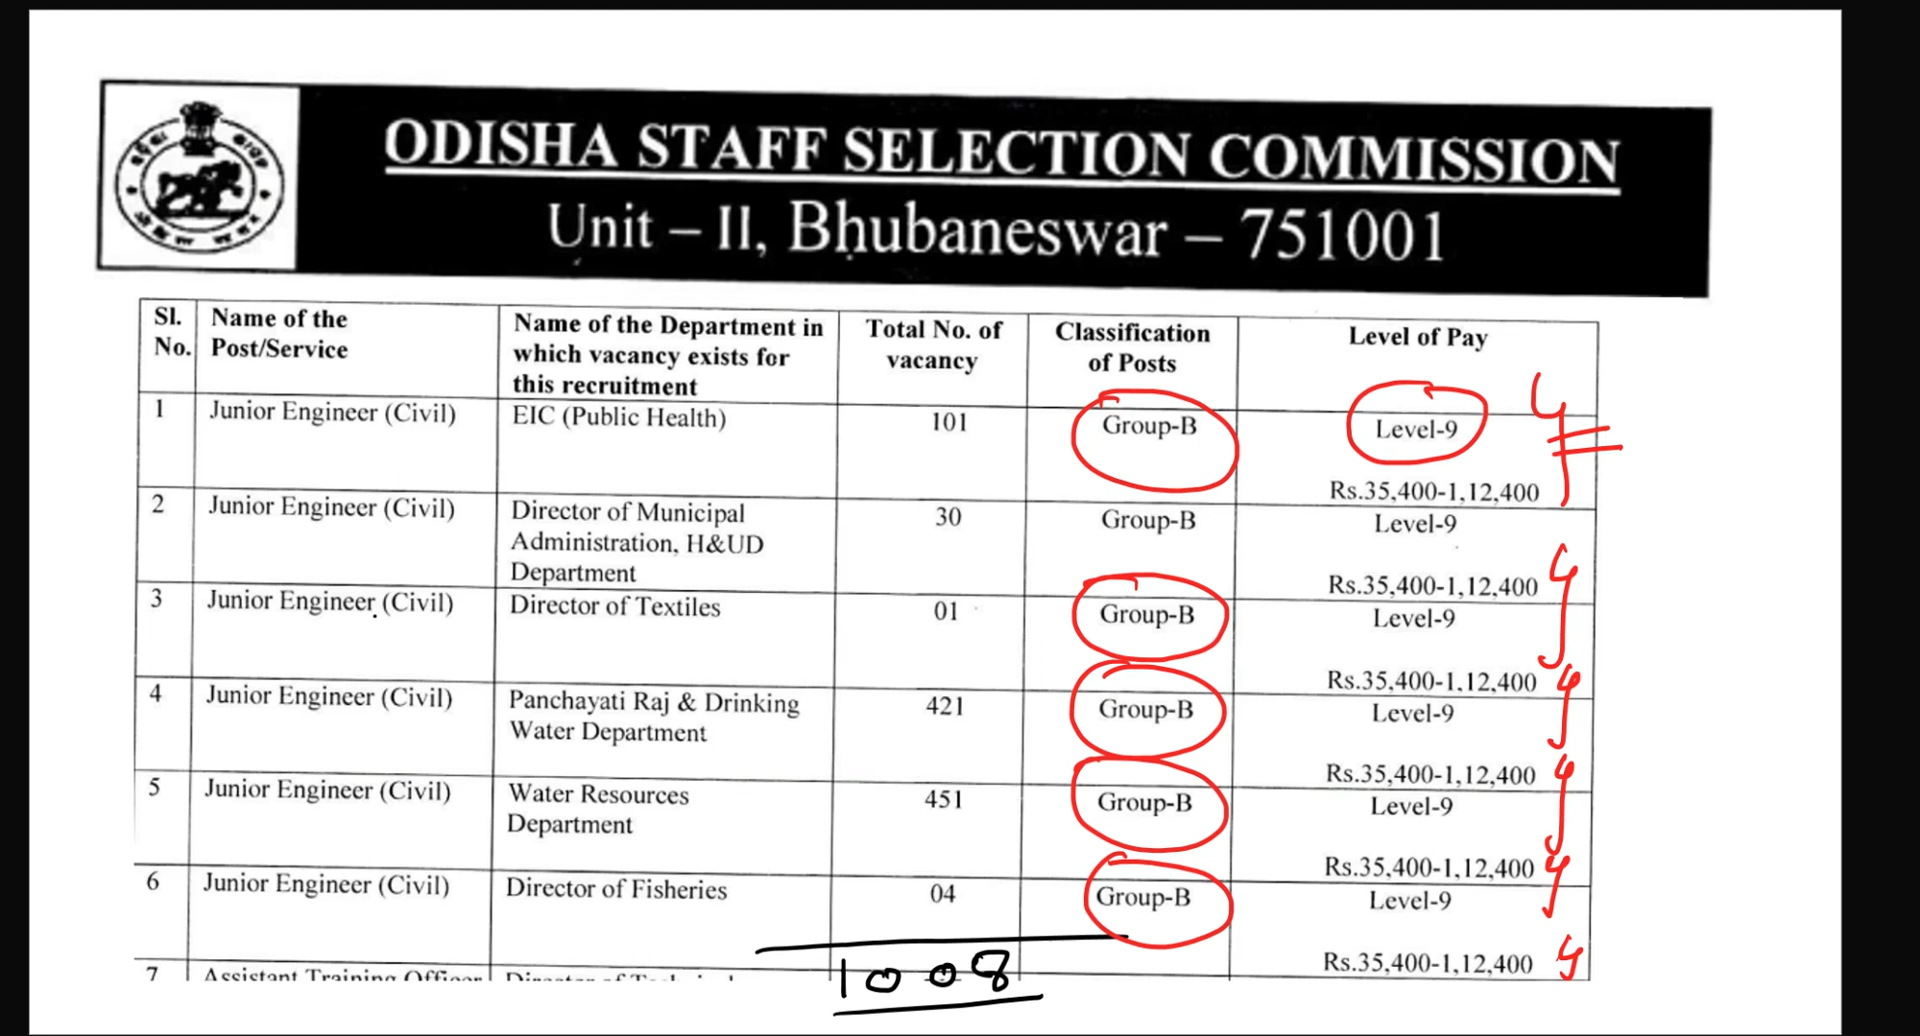 ODISHA STAFF SELECTION COMMISSION
Unit – II, Bhubaneswar – 751001
Sl. No. Name of the Post/Service Name of the Department in which vacancy exists for this recruitment Total No. of vacancy Classification of Posts Level of Pay
1 Junior Engineer (Civil) EIC (Public Health) 101 Group-B Level-9
Rs.35,400-1,12,400
2 Junior Engineer (Civil) Director of Municipal Administration, H&UD Department 30 Group-B Level-9
Rs.35,400-1,12,400
3 Junior Engineer (Civil) Director of Textiles 01 Group-B Level-9
Rs.35,400-1,12,400
4 Junior Engineer (Civil) Panchayati Raj & Drinking Water Department 421 Group-B Level-9
Rs.35,400-1,12,400
5 Junior Engineer (Civil) Water Resources Department 451 Group-B Level-9
Rs.35,400-1,12,400
6 Junior Engineer (Civil) Director of Fisheries 04 Group-B Level-9
Rs.35,400-1,12,400
1008
7 Assistant Training Officer